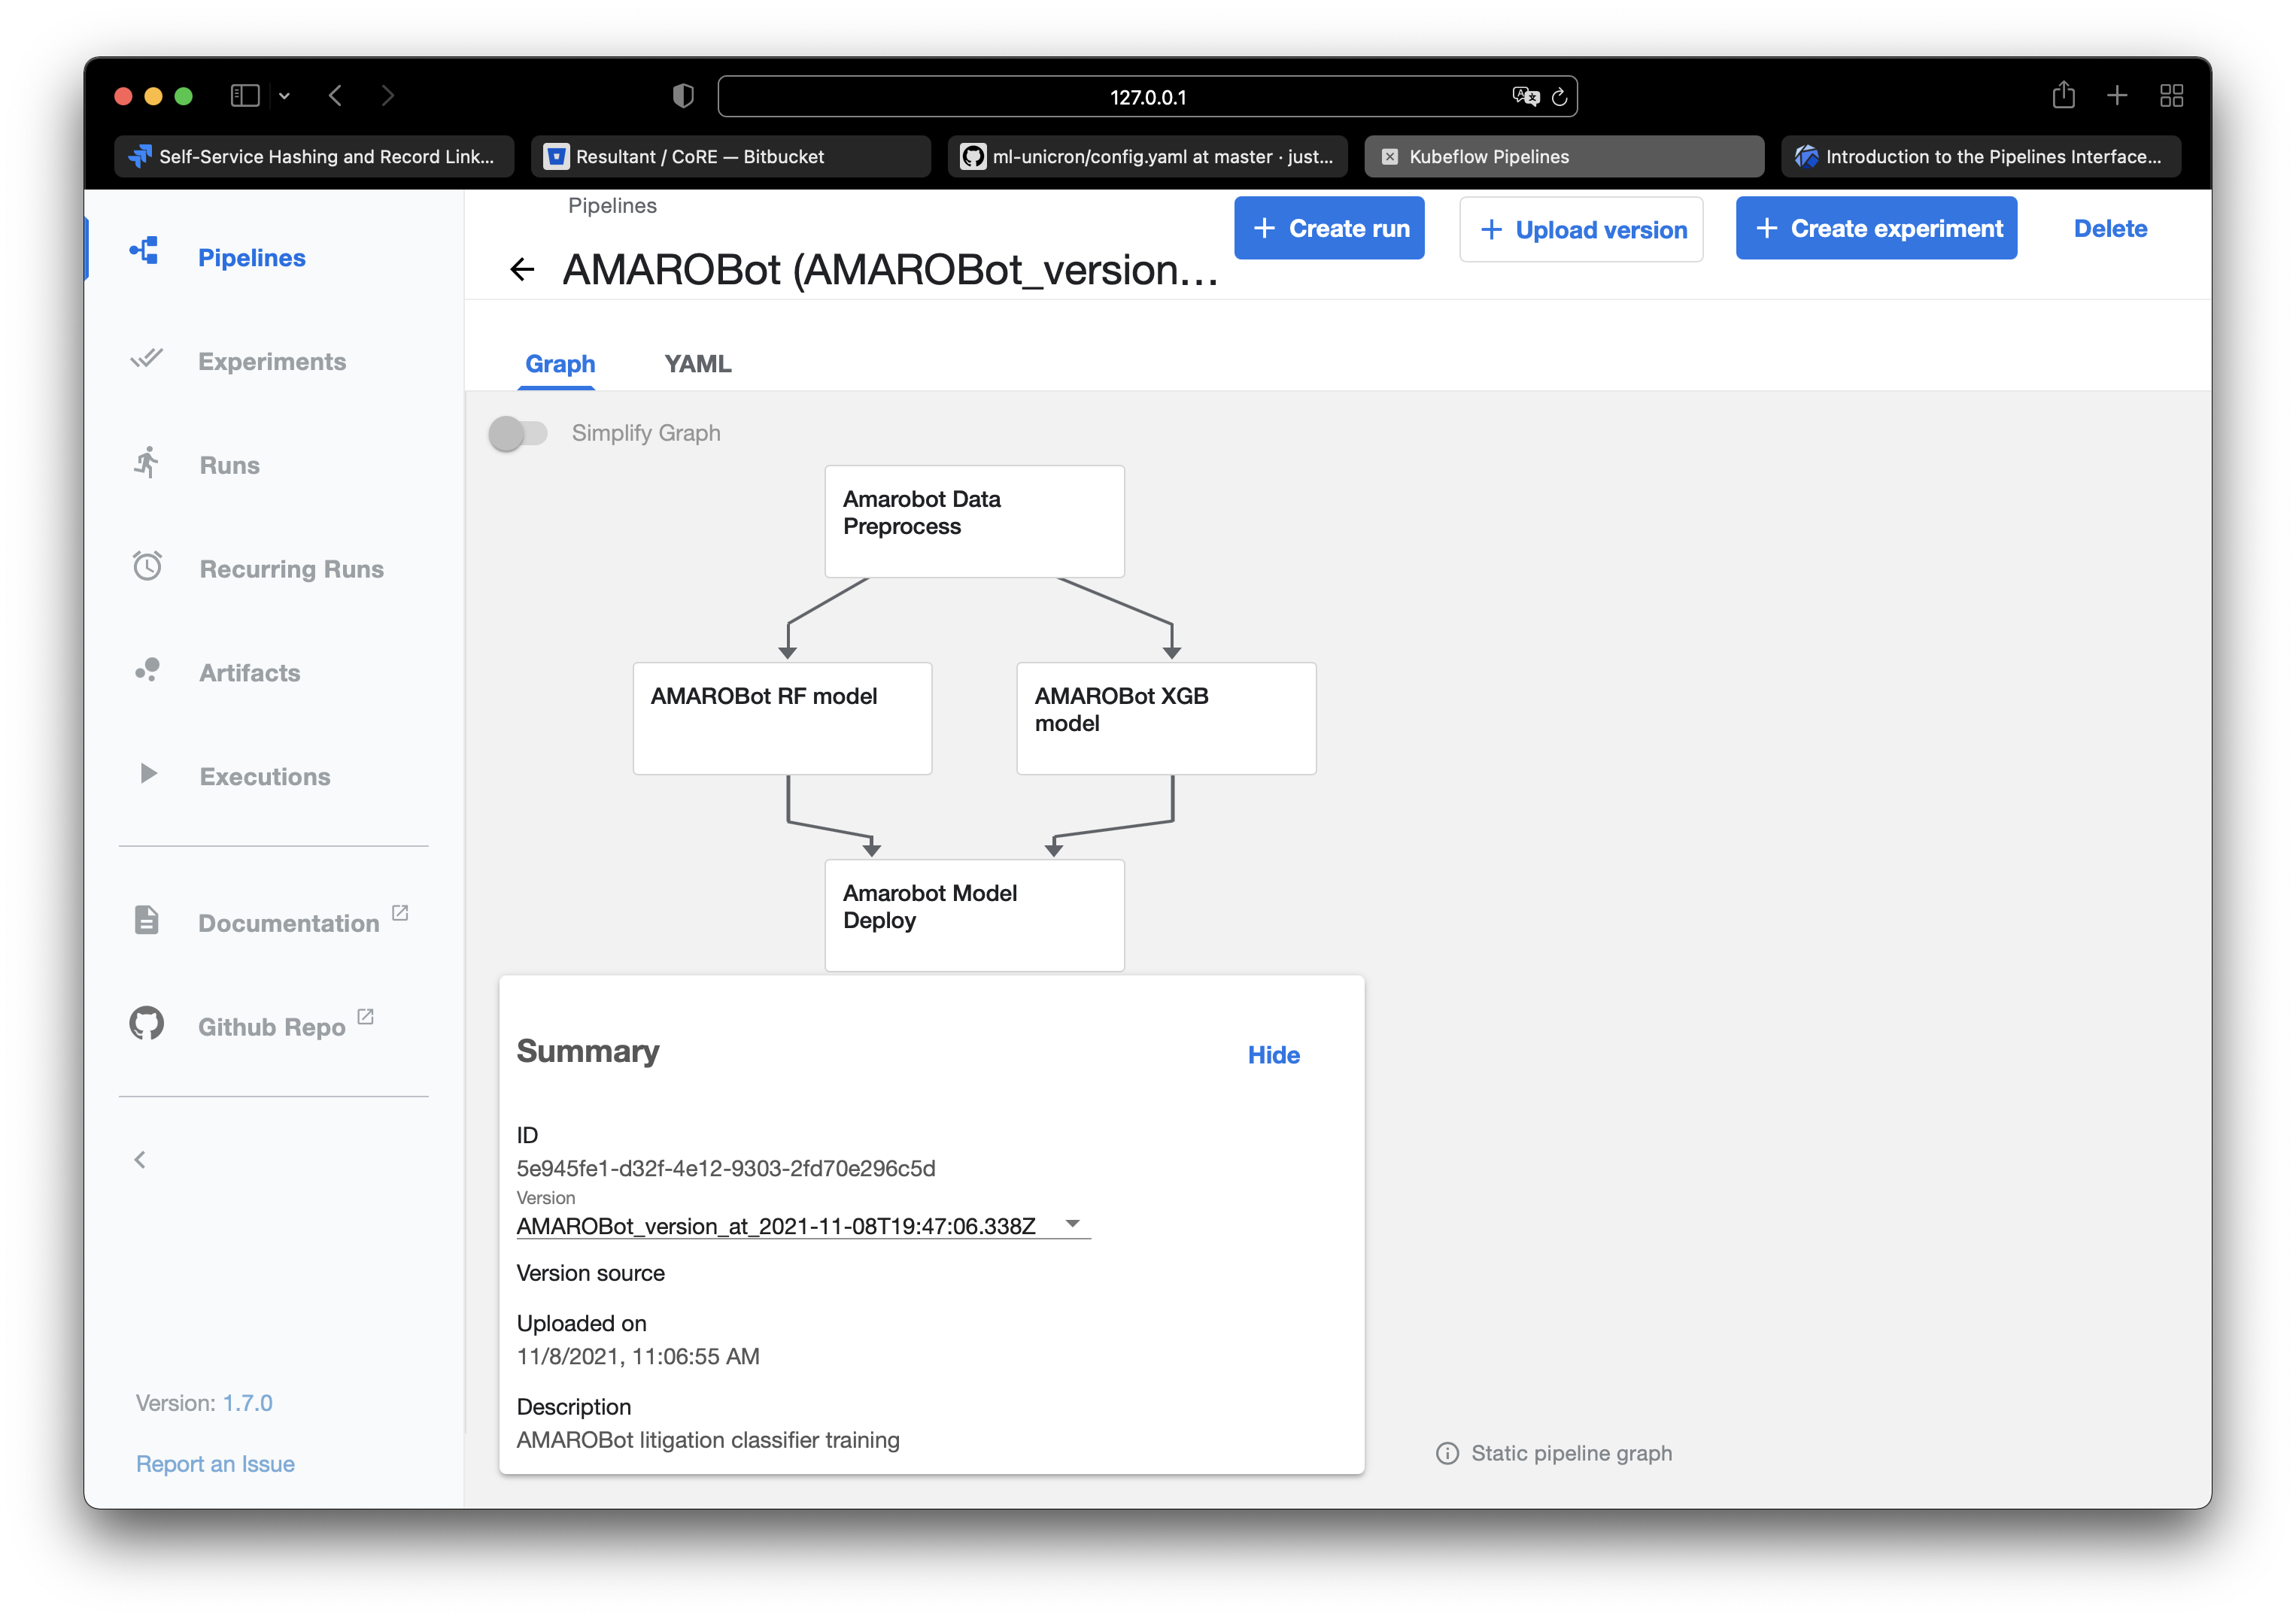 127.0.0.1
Self-Service Hashing and Record Link...
Resultant / CoRE — Bitbucket
ml-unicron/config.yaml at master · just...
Kubeflow Pipelines
Introduction to the Pipelines Interface...
Pipelines
Experiments
Runs
Recurring Runs
Artifacts
Executions
Documentation
Github Repo
Version: 1.7.0
Report an Issue
Pipelines
AMAROBot (AMAROBot_version...
+ Create run
+ Upload version
+ Create experiment
Delete
Graph
YAML
Simplify Graph
Amarobot Data
Preprocess
AMAROBot RF model
AMAROBot XGB
model
Amarobot Model
Deploy
Summary
Hide
ID
5e945fe1-d32f-4e12-9303-2fd70e296c5d
Version
AMAROBot_version_at_2021-11-08T19:47:06.338Z
Version source
Uploaded on
11/8/2021, 11:06:55 AM
Description
AMAROBot litigation classifier training
Static pipeline graph